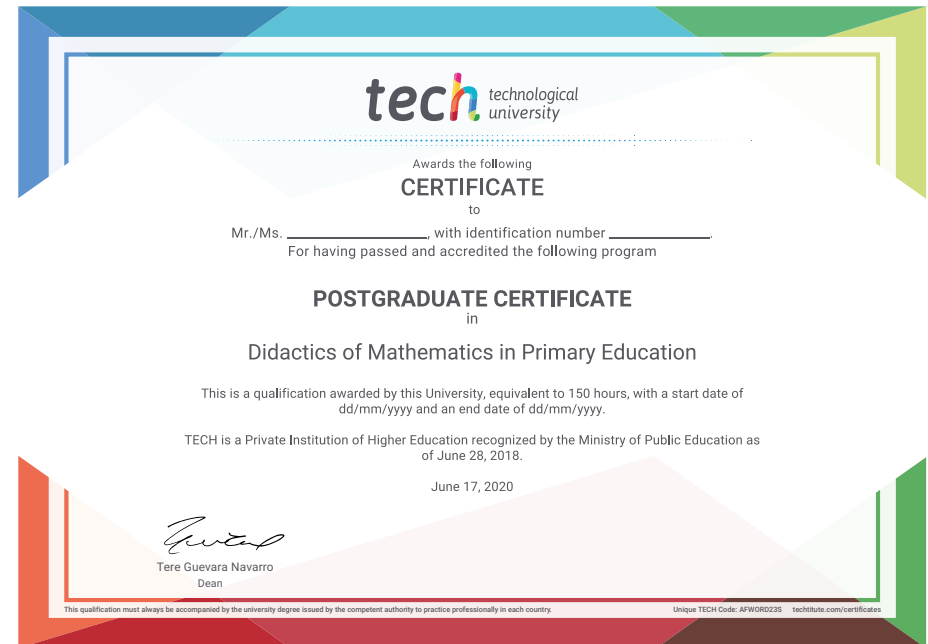 tech technological
university
Awards the following
CERTIFICATE
to
Mr./Ms. ____________________, with identification number ______________.
For having passed and accredited the following program
POSTGRADUATE CERTIFICATE
in
Didactics of Mathematics in Primary Education
This is a qualification awarded by this University, equivalent to 150 hours, with a start date of
dd/mm/yyyy and an end date of dd/mm/yyyy.
TECH is a Private Institution of Higher Education recognized by the Ministry of Public Education as
of June 28, 2018.
June 17, 2020
Tere Guevara Navarro
Dean
This qualification must always be accompanied by the university degree issued by the competent authority to practice professionally in each country. Unique TECH Code: AFWORD23S techtitute.com/certificates